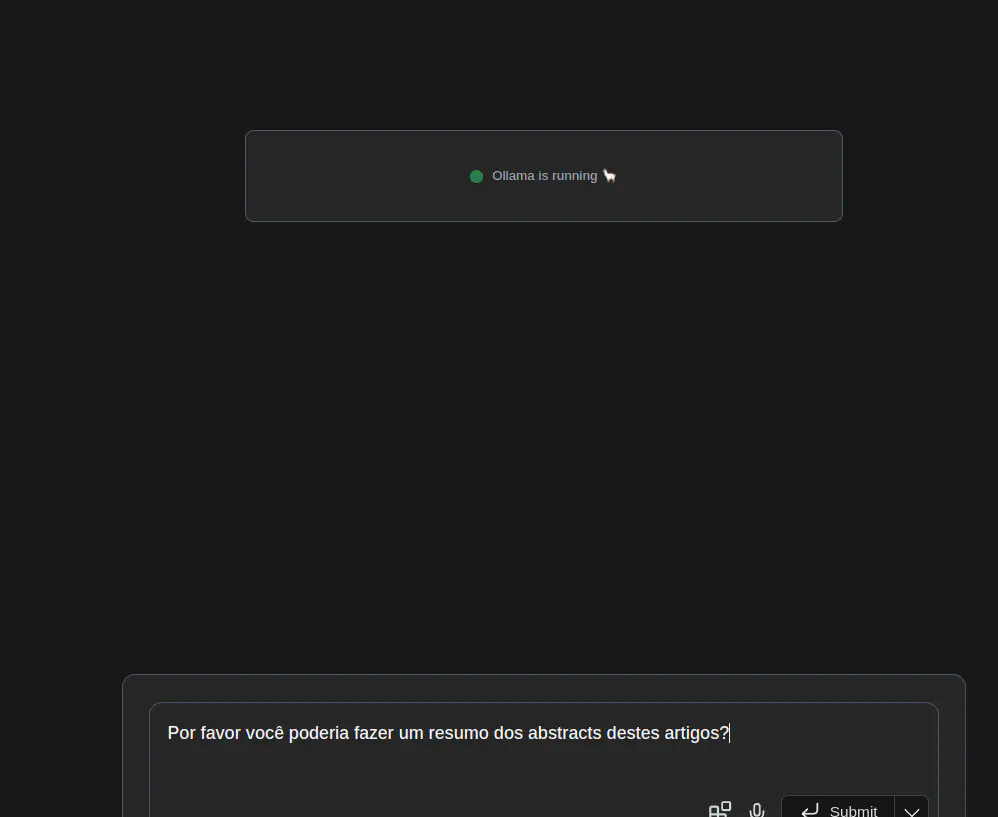 Ollama is running 🦙
Por favor você poderia fazer um resumo dos abstracts destes artigos?
Submit